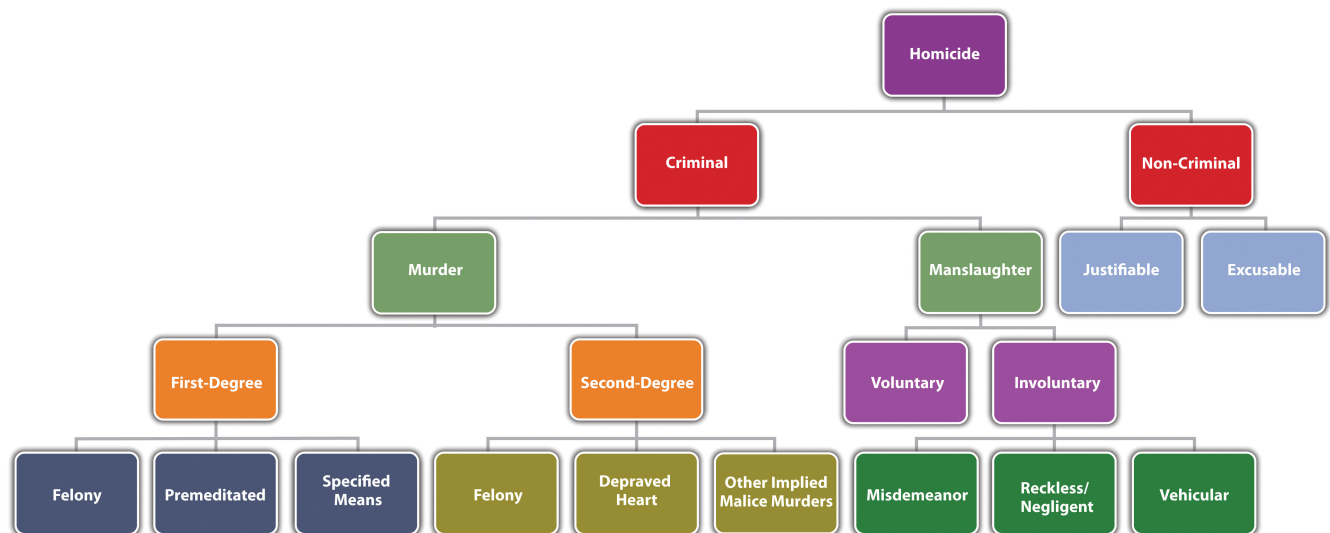 Homicide
Criminal
Non-Criminal
Murder
Manslaughter
Justifiable
Excusable
First-Degree
Second-Degree
Voluntary
Involuntary
Felony
Premeditated
Specified
Means
Felony
Depraved
Heart
Other Implied
Malice Murders
Misdemeanor
Reckless/
Negligent
Vehicular